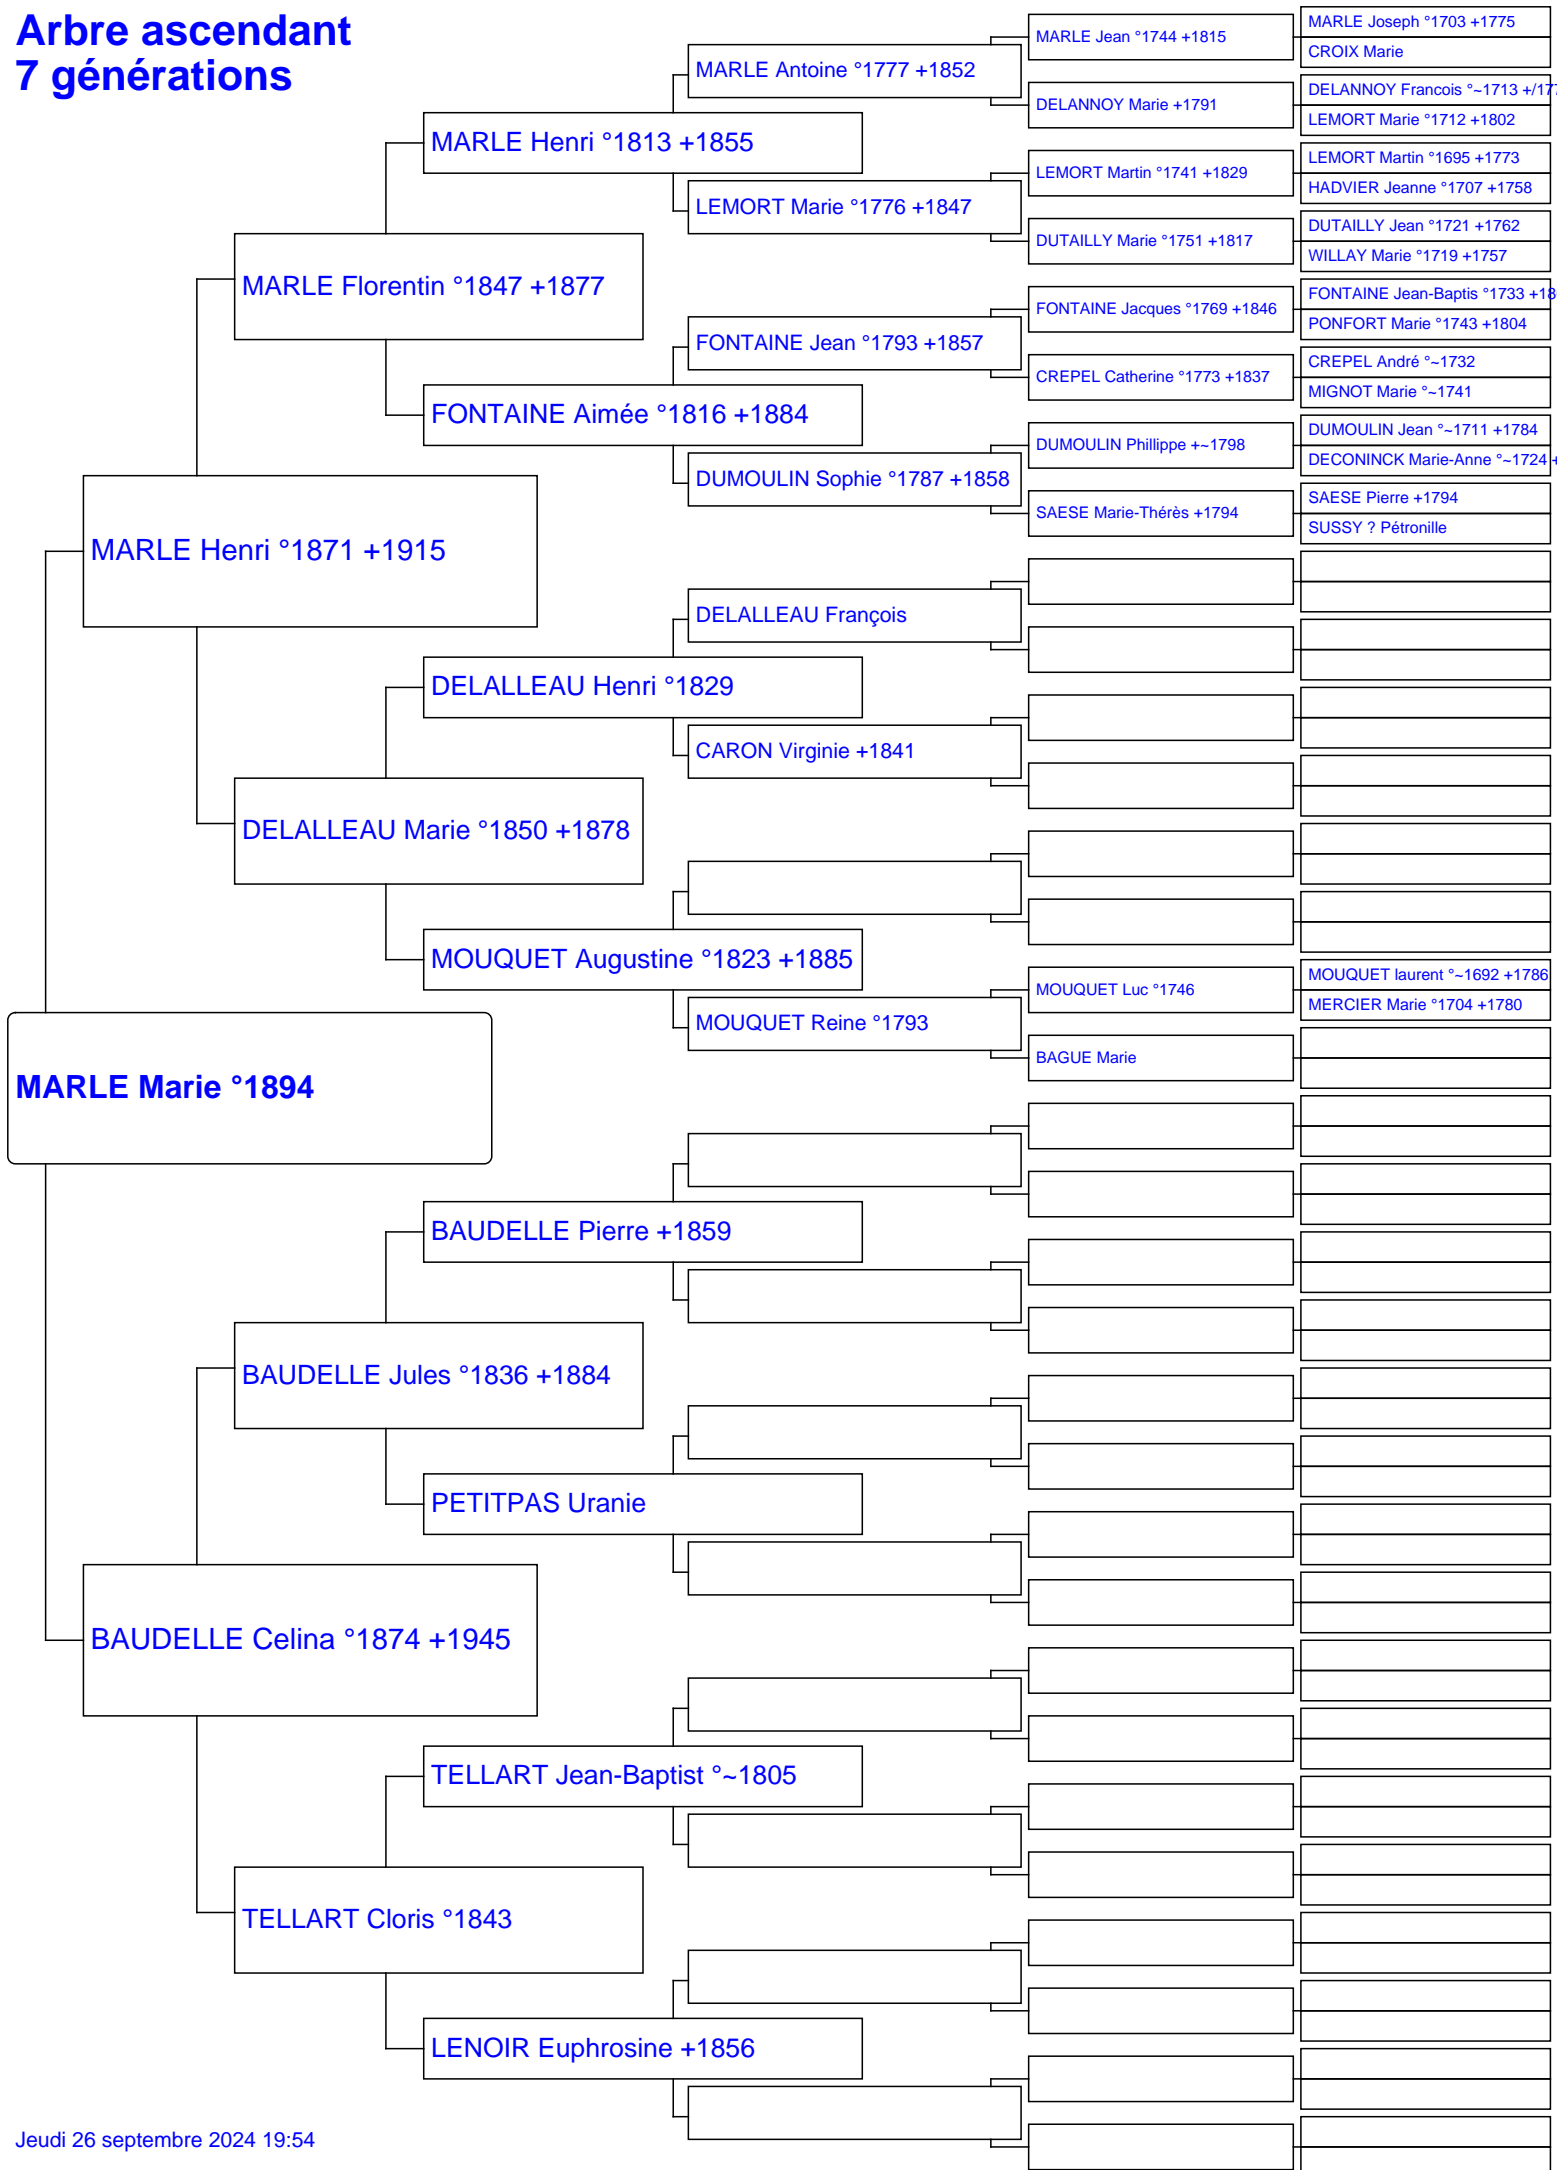 Arbre ascendant
7 générations
MARLE Marie °1894
MARLE Henri °1871 +1915
BAUDELLE Celina °1874 +1945
MARLE Florentin °1847 +1877
DELALLEAU Marie °1850 +1878
BAUDELLE Jules °1836 +1884
TELLART Cloris °1843
MARLE Henri °1813 +1855
FONTAINE Aimée °1816 +1884
DELALLEAU Henri °1829
MOUQUET Augustine °1823 +1885
BAUDELLE Pierre +1859
PETITPAS Uranie
TELLART Jean-Baptist °~1805
LENOIR Euphrosine +1856
MARLE Antoine °1777 +1852
LEMORT Marie °1776 +1847
FONTAINE Jean °1793 +1857
DUMOULIN Sophie °1787 +1858
DELALLEAU François
CARON Virginie +1841
MOUQUET Reine °1793
MARLE Jean °1744 +1815
DELANNOY Marie +1791
LEMORT Martin °1741 +1829
DUTAILLY Marie °1751 +1817
FONTAINE Jacques °1769 +1846
CREPEL Catherine °1773 +1837
DUMOULIN Phillippe +~1798
SAESE Marie-Thérès +1794
MOUQUET Luc °1746
BAGUE Marie
MARLE Joseph °1703 +1775
CROIX Marie
DELANNOY Francois °~1713 +/177
LEMORT Marie °1712 +1802
LEMORT Martin °1695 +1773
HADVIER Jeanne °1707 +1758
DUTAILLY Jean °1721 +1762
WILLAY Marie °1719 +1757
FONTAINE Jean-Baptis °1733 +18
PONFORT Marie °1743 +1804
CREPEL André °~1732
MIGNOT Marie °~1741
DUMOULIN Jean °~1711 +1784
DECONINCK Marie-Anne °~1724 +
SAESE Pierre +1794
SUSSY ? Pétronille
MOUQUET laurent °~1692 +1786
MERCIER Marie °1704 +1780
Jeudi 26 septembre 2024 19:54